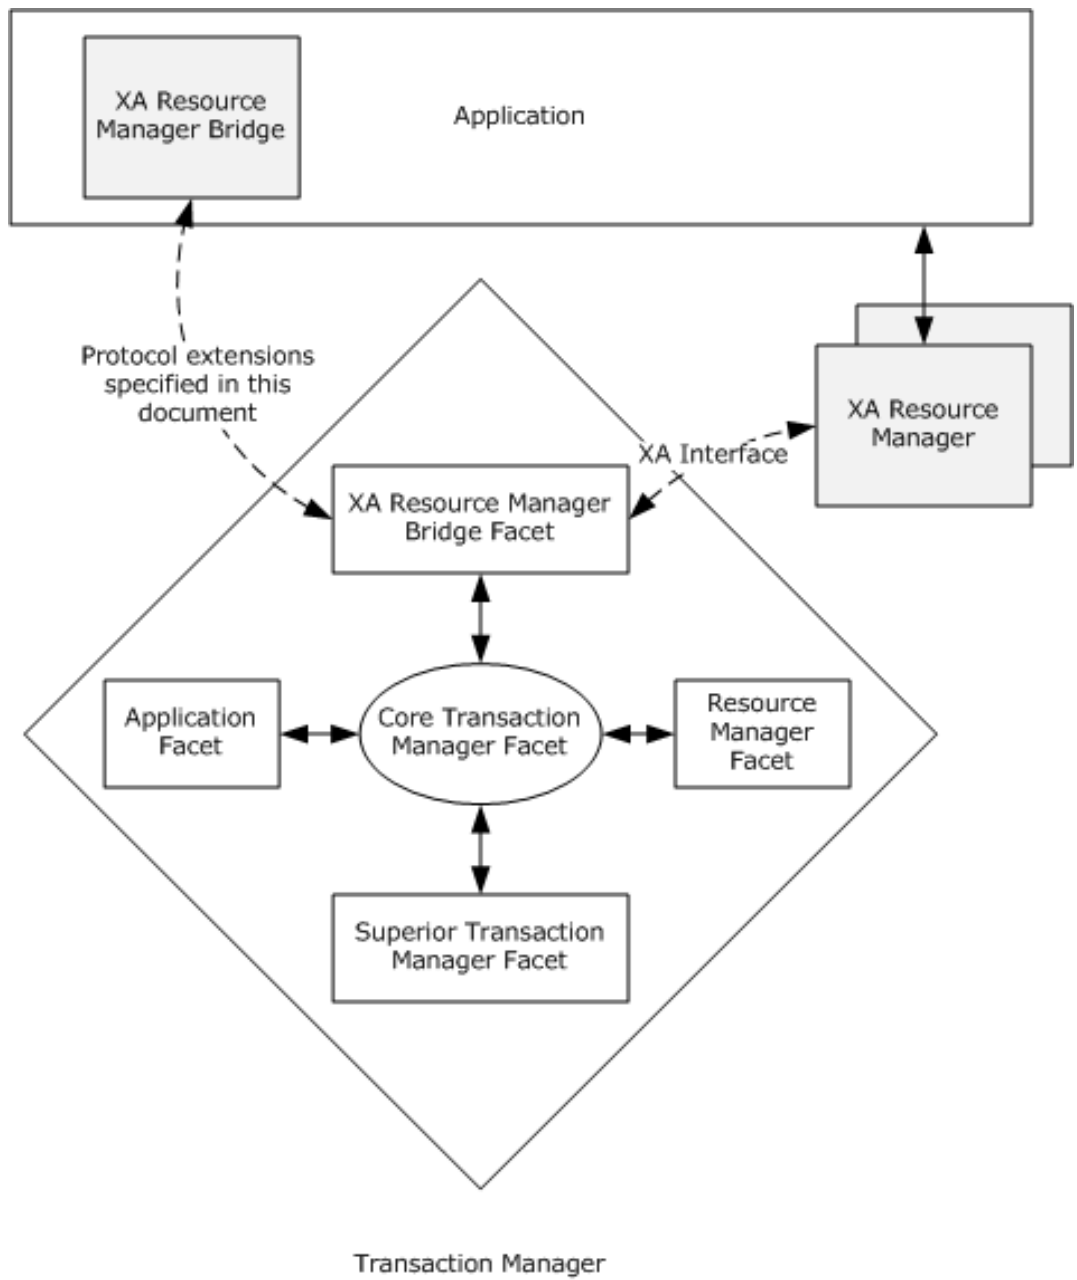 XA Resource
Manager Bridge
Application
Protocol extensions
specified in this
document
XA Resource
Manager
XA Interface
XA Resource Manager
Bridge Facet
Application
Facet
Core Transaction
Manager Facet
Resource
Manager
Facet
Superior Transaction
Manager Facet
Transaction Manager